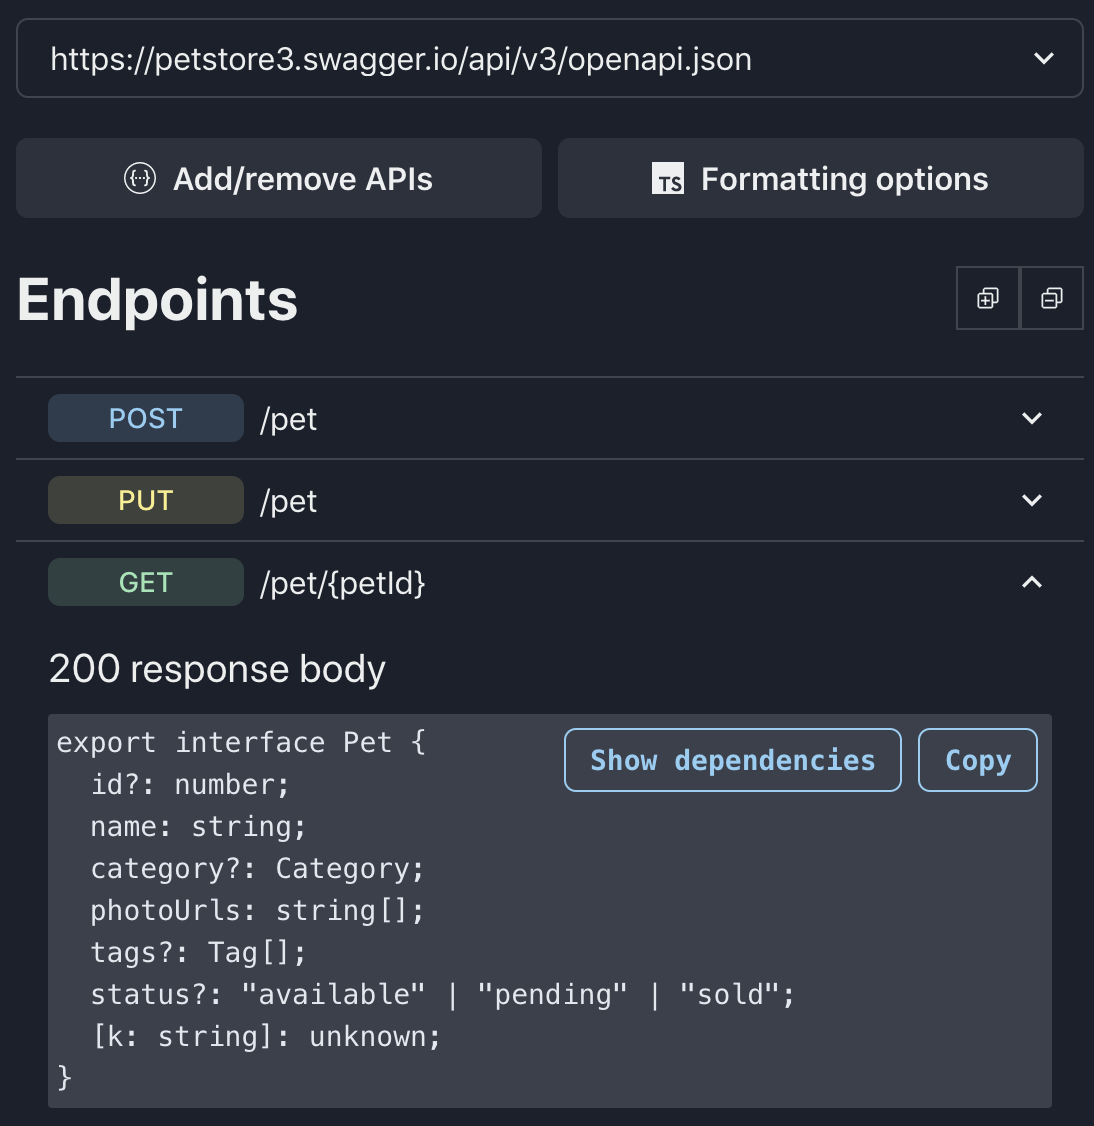 https://petstore3.swagger.io/api/v3/openapi.json
{··} Add/remove APIs
TS Formatting options
Endpoints
POST /pet
PUT /pet
GET /pet/{petId}
200 response body
Show dependencies Copy
export interface Pet {
  id?: number;
  name: string;
  category?: Category;
  photoUrls: string[];
  tags?: Tag[];
  status?: "available" | "pending" | "sold";
  [k: string]: unknown;
}